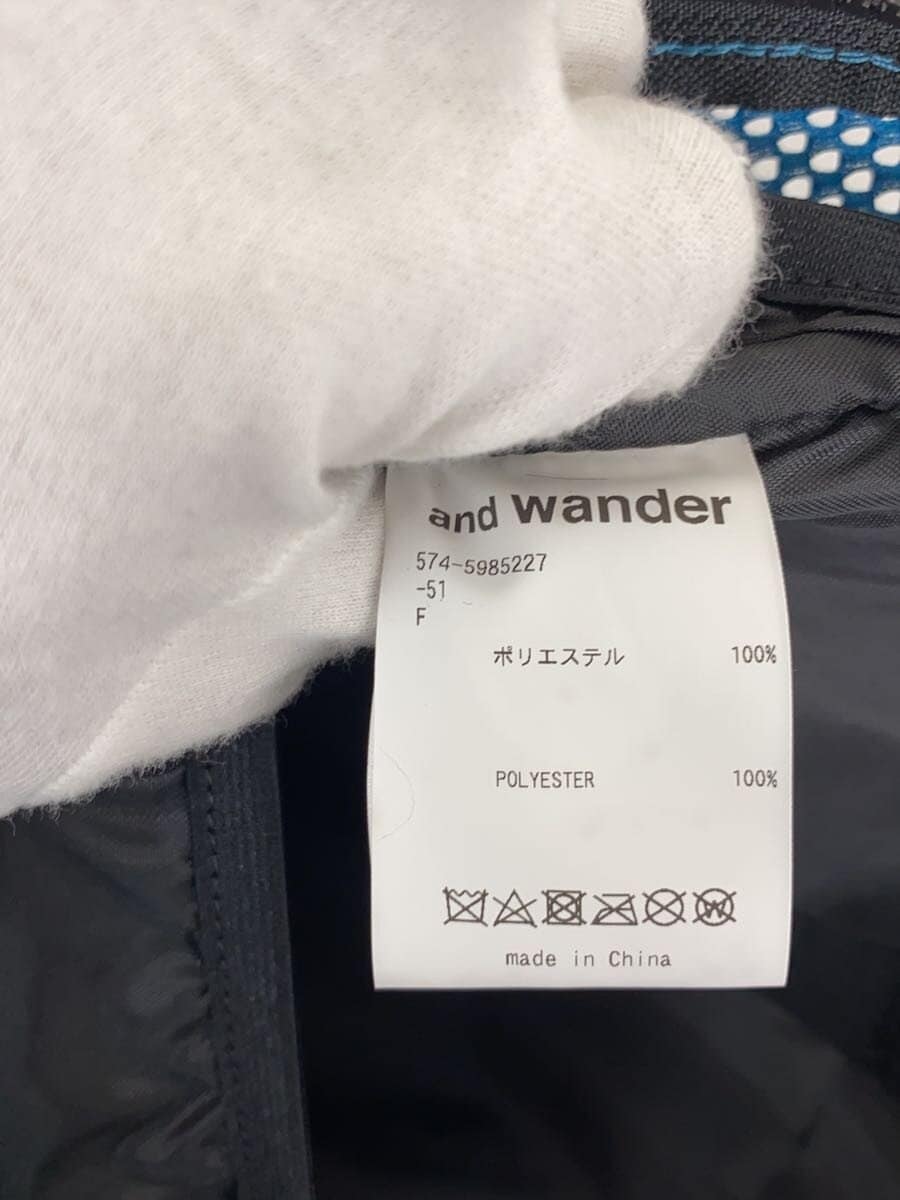 and wander
574-5985227
-51
F
ポリエステル 100%
POLYESTER 100%
made in China